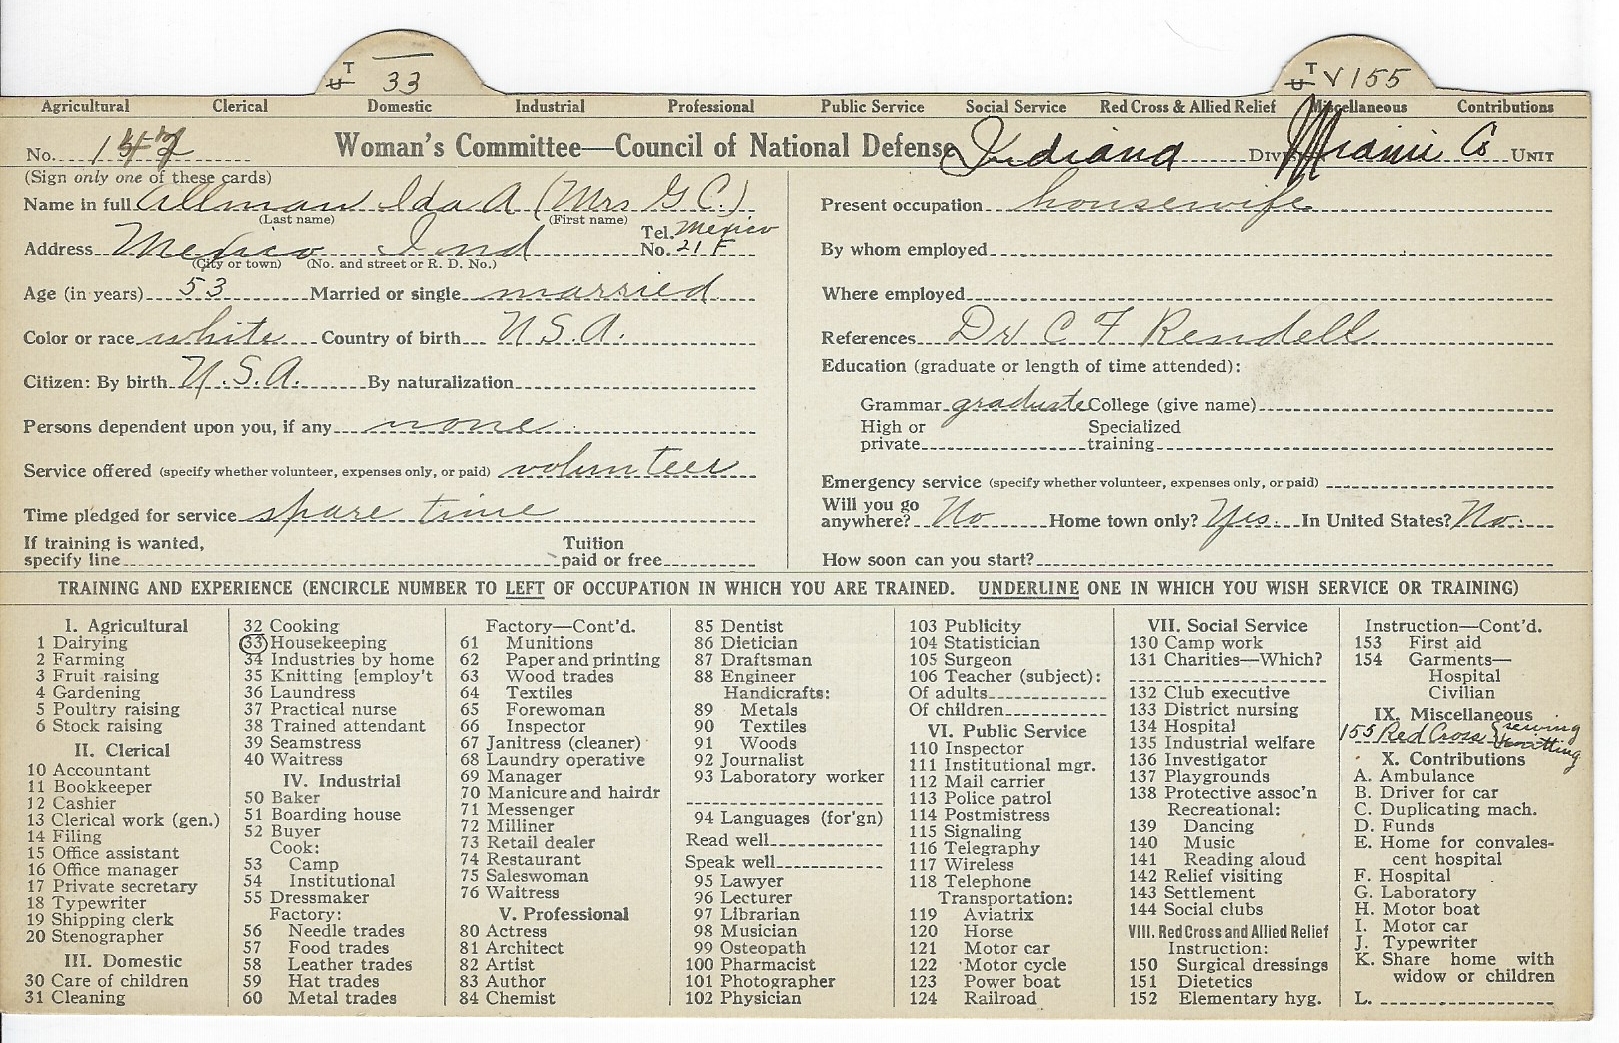 T
U 33
T
U V 155
Agricultural Clerical Domestic Industrial Professional Public Service Social Service Red Cross & Allied Relief Miscellaneous Contributions
No. Woman's Committee—Council of National Defense Indiana Miami Co UNIT
(Sign only one of these cards)
Name in full Allman Ida A (Mrs G C.)
(Last name) (First name)
Address Mexico Ind Tel. No. Mexico 21 F
(City or town) (No. and street or R. D. No.)
Age (in years) 53 Married or single married
Color or race white Country of birth U.S.A.
Citizen: By birth U.S.A. By naturalization
Persons dependent upon you, if any none
Service offered (specify whether volunteer, expenses only, or paid) volunteer
Time pledged for service spare time
If training is wanted, specify line Tuition paid or free
Present occupation housewife
By whom employed
Where employed
References Dr C F Rendell
Education (graduate or length of time attended):
Grammar graduate College (give name)
High or private Specialized training
Emergency service (specify whether volunteer, expenses only, or paid)
Will you go anywhere? No Home town only? Yes. In United States? No.
How soon can you start?
TRAINING AND EXPERIENCE (ENCIRCLE NUMBER TO LEFT OF OCCUPATION IN WHICH YOU ARE TRAINED. UNDERLINE ONE IN WHICH YOU WISH SERVICE OR TRAINING)
I. Agricultural
1 Dairying
2 Farming
3 Fruit raising
4 Gardening
5 Poultry raising
6 Stock raising
II. Clerical
10 Accountant
11 Bookkeeper
12 Cashier
13 Clerical work (gen.)
14 Filing
15 Office assistant
16 Office manager
17 Private secretary
18 Typewriter
19 Shipping clerk
20 Stenographer
III. Domestic
30 Care of children
31 Cleaning
32 Cooking
33 Housekeeping
34 Industries by home
35 Knitting [employ't
36 Laundress
37 Practical nurse
38 Trained attendant
39 Seamstress
40 Waitress
IV. Industrial
50 Baker
51 Boarding house
52 Buyer
Cook:
53 Camp
54 Institutional
55 Dressmaker
Factory:
56 Needle trades
57 Food trades
58 Leather trades
59 Hat trades
60 Metal trades
Factory—Cont'd.
61 Munitions
62 Paper and printing
63 Wood trades
64 Textiles
65 Forewoman
66 Inspector
67 Janitress (cleaner)
68 Laundry operative
69 Manager
70 Manicure and hairdr
71 Messenger
72 Milliner
73 Retail dealer
74 Restaurant
75 Saleswoman
76 Waitress
V. Professional
80 Actress
81 Architect
82 Artist
83 Author
84 Chemist
85 Dentist
86 Dietician
87 Draftsman
88 Engineer
Handicrafts:
89 Metals
90 Textiles
91 Woods
92 Journalist
93 Laboratory worker
94 Languages (for'gn)
Read well
Speak well
95 Lawyer
96 Lecturer
97 Librarian
98 Musician
99 Osteopath
100 Pharmacist
101 Photographer
102 Physician
103 Publicity
104 Statistician
105 Surgeon
106 Teacher (subject):
Of adults
Of children
VI. Public Service
110 Inspector
111 Institutional mgr.
112 Mail carrier
113 Police patrol
114 Postmistress
115 Signaling
116 Telegraphy
117 Wireless
118 Telephone
Transportation:
119 Aviatrix
120 Horse
121 Motor car
122 Motor cycle
123 Power boat
124 Railroad
VII. Social Service
130 Camp work
131 Charities—Which?
132 Club executive
133 District nursing
134 Hospital
135 Industrial welfare
136 Investigator
137 Playgrounds
138 Protective assoc'n
Recreational:
139 Dancing
140 Music
141 Reading aloud
142 Relief visiting
143 Settlement
144 Social clubs
VIII. Red Cross and Allied Relief
Instruction:
150 Surgical dressings
151 Dietetics
152 Elementary hyg.
Instruction—Cont'd.
153 First aid
154 Garments—
Hospital
Civilian
IX. Miscellaneous
155 Red Cross { sewing
knitting
X. Contributions
A. Ambulance
B. Driver for car
C. Duplicating mach.
D. Funds
E. Home for convales-
cent hospital
F. Hospital
G. Laboratory
H. Motor boat
I. Motor car
J. Typewriter
K. Share home with
widow or children
L.